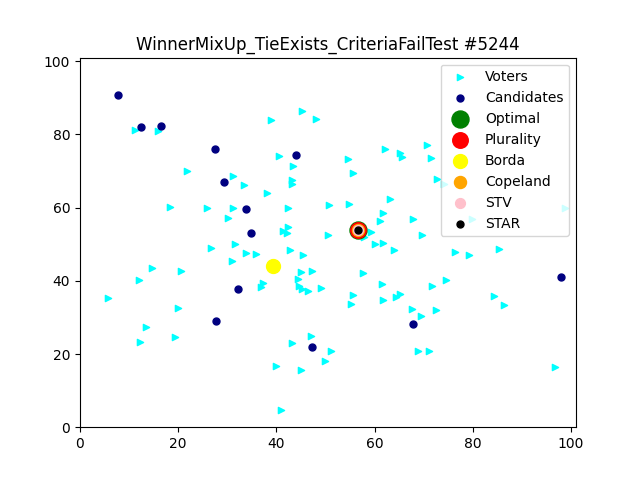 WinnerMixUp_TieExists_CriteriaFailTest #5244
100
80
60
40
20
0
0
20
40
60
80
100
Voters
Candidates
Optimal
Plurality
Borda
Copeland
STV
STAR